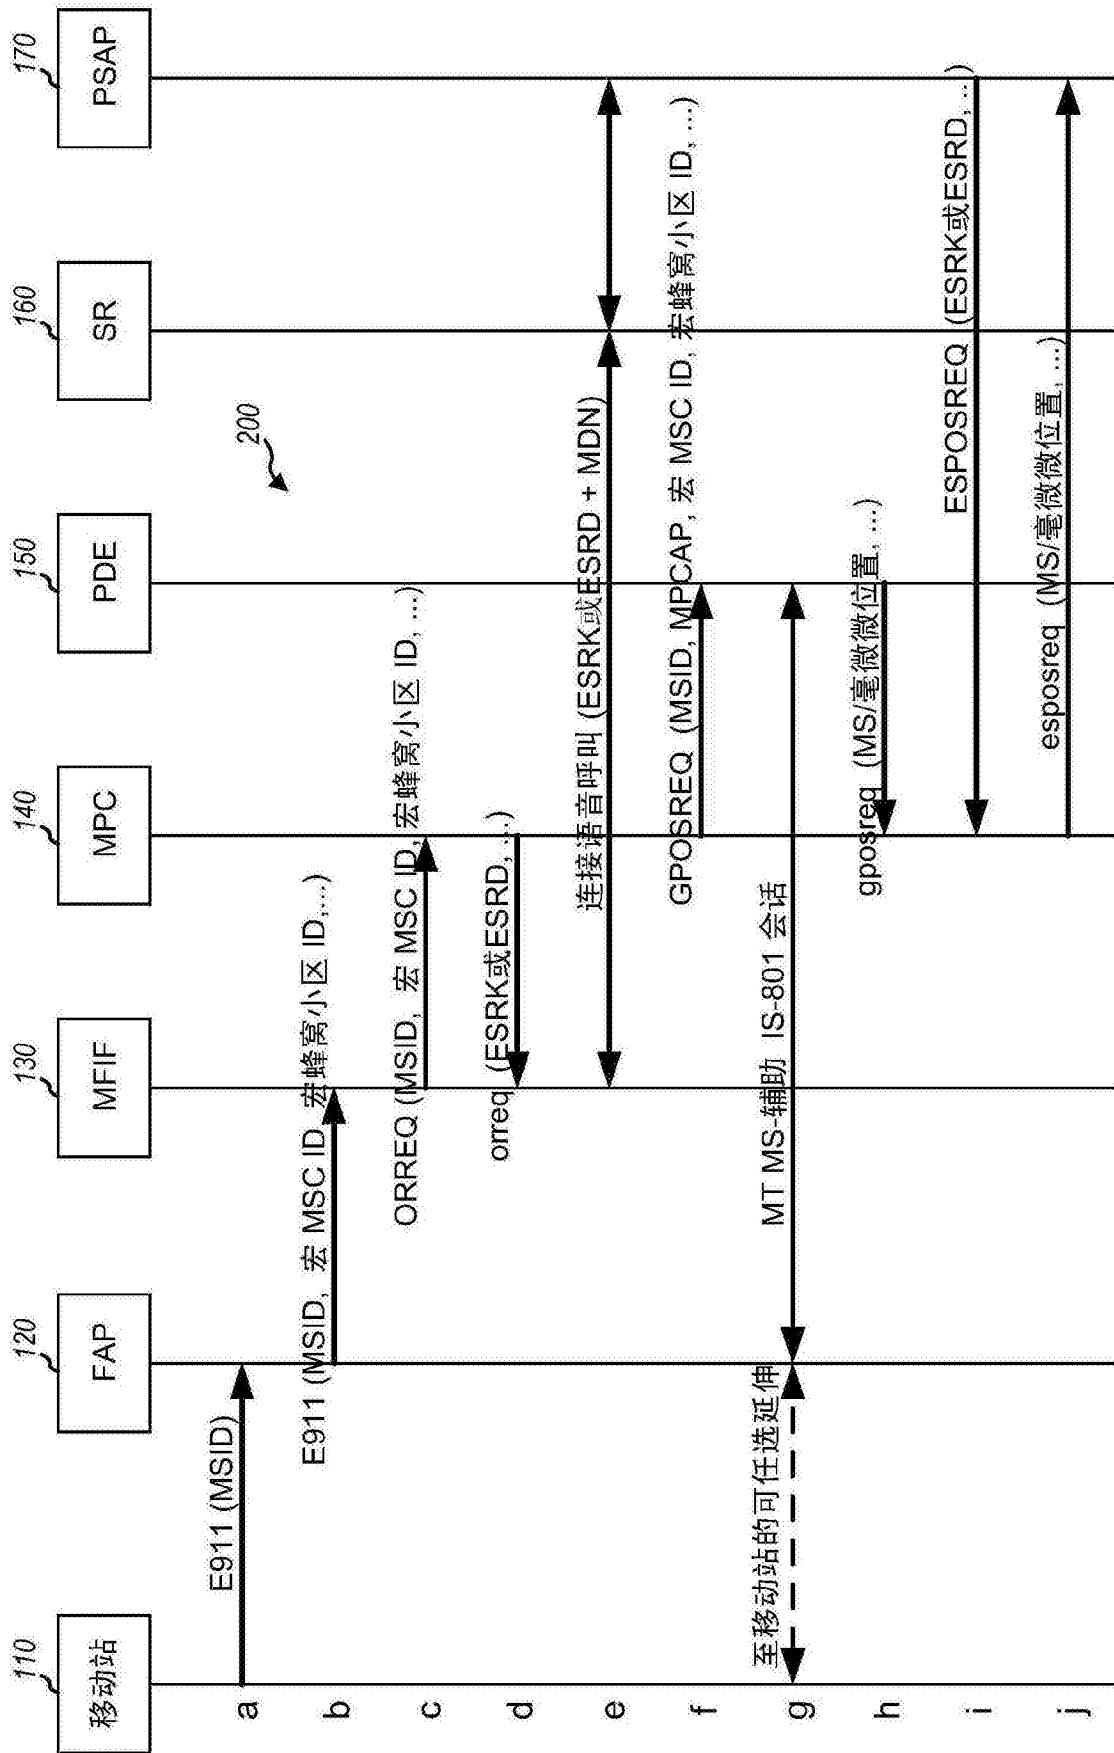 110
120
130
140
150
160
170
移动站
FAP
MFIF
MPC
PDE
SR
PSAP
200
a
E911 (MSID)
b
E911 (MSID, 宏 MSC ID, 宏蜂窝小区 ID,...)
c
ORREQ (MSID, 宏 MSC ID, 宏蜂窝小区 ID, ...)
d
orreq (ESRK或ESRD, ...)
e
连接语音呼叫 (ESRK或ESRD + MDN)
f
GPOSREQ (MSID, MPCAP, 宏 MSC ID, 宏蜂窝小区 ID, ...)
g
至移动站的可任选延伸
MT MS-辅助 IS-801 会话
h
gposreq (MS/毫微微位置, ...)
i
ESPOSREQ (ESRK或ESRD, ...)
j
esposreq (MS/毫微微位置, ...)